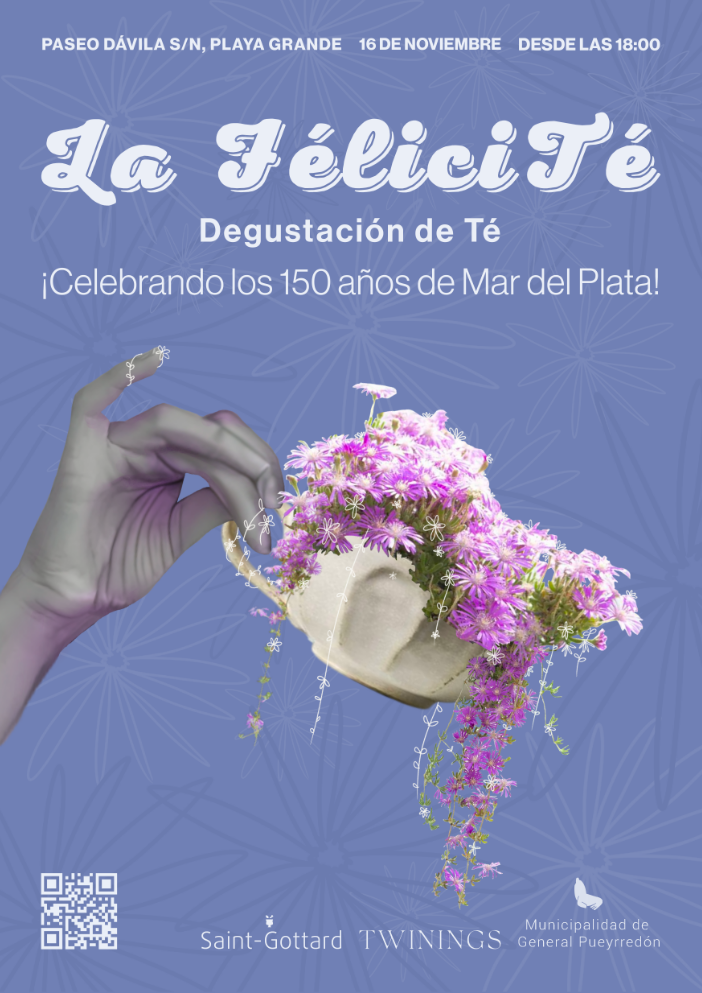 PASEO DÁVILA S/N, PLAYA GRANDE 16 DE NOVIEMBRE DESDE LAS 18:00
La FéliciTé
Degustación de Té
¡Celebrando los 150 años de Mar del Plata!
Saint-Gottard TWININGS Municipalidad de
General Pueyrredón